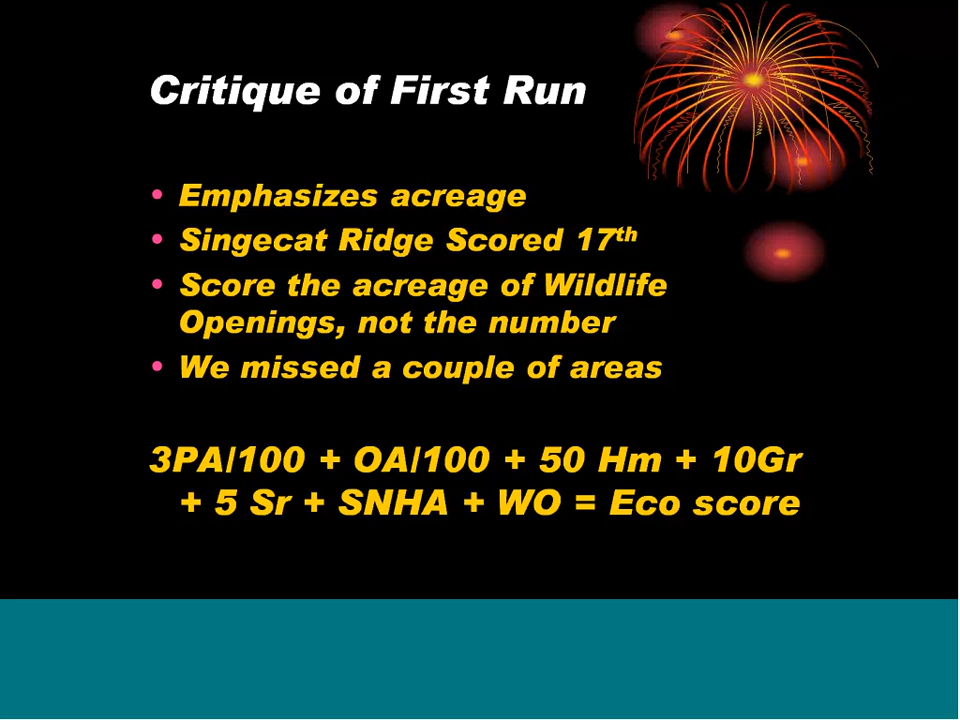 Critique of First Run
• Emphasizes acreage
• Singecat Ridge Scored 17th
• Score the acreage of Wildlife
Openings, not the number
• We missed a couple of areas
3PA/100 + OA/100 + 50 Hm + 10Gr
+ 5 Sr + SNHA + WO = Eco score